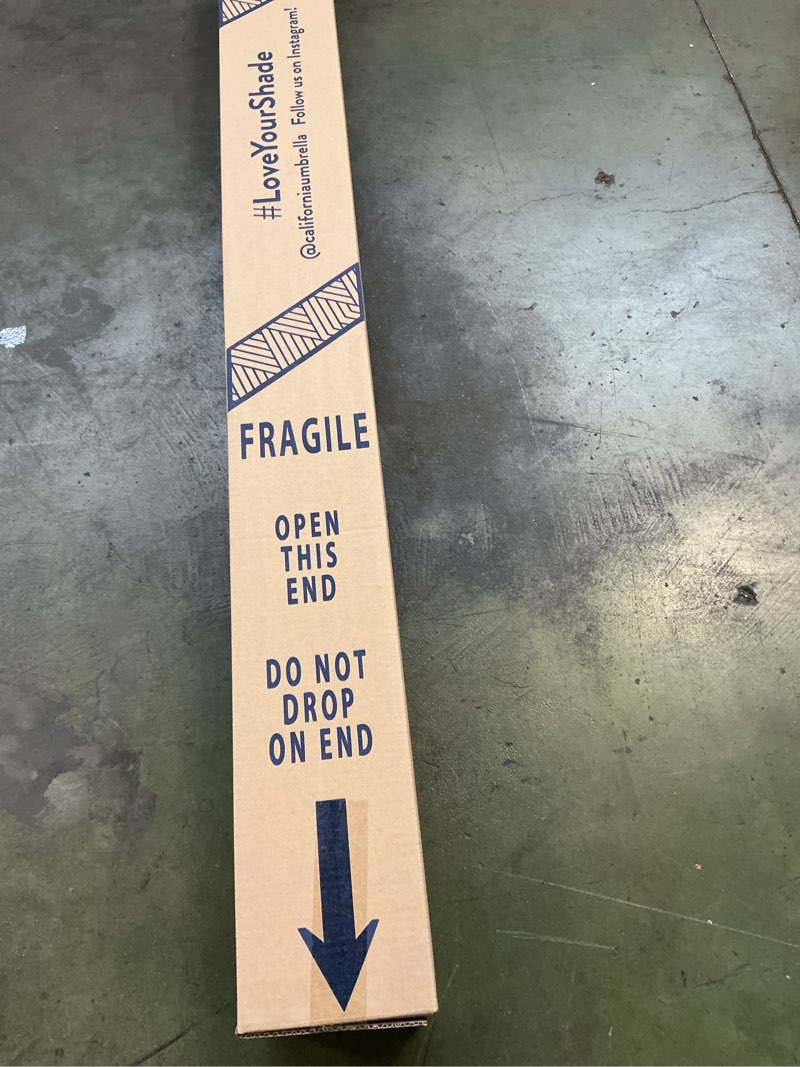 #LoveYourShade
@californiaumbrella Follow us on Instagram!
FRAGILE
OPEN
THIS
END
DO NOT
DROP
ON END